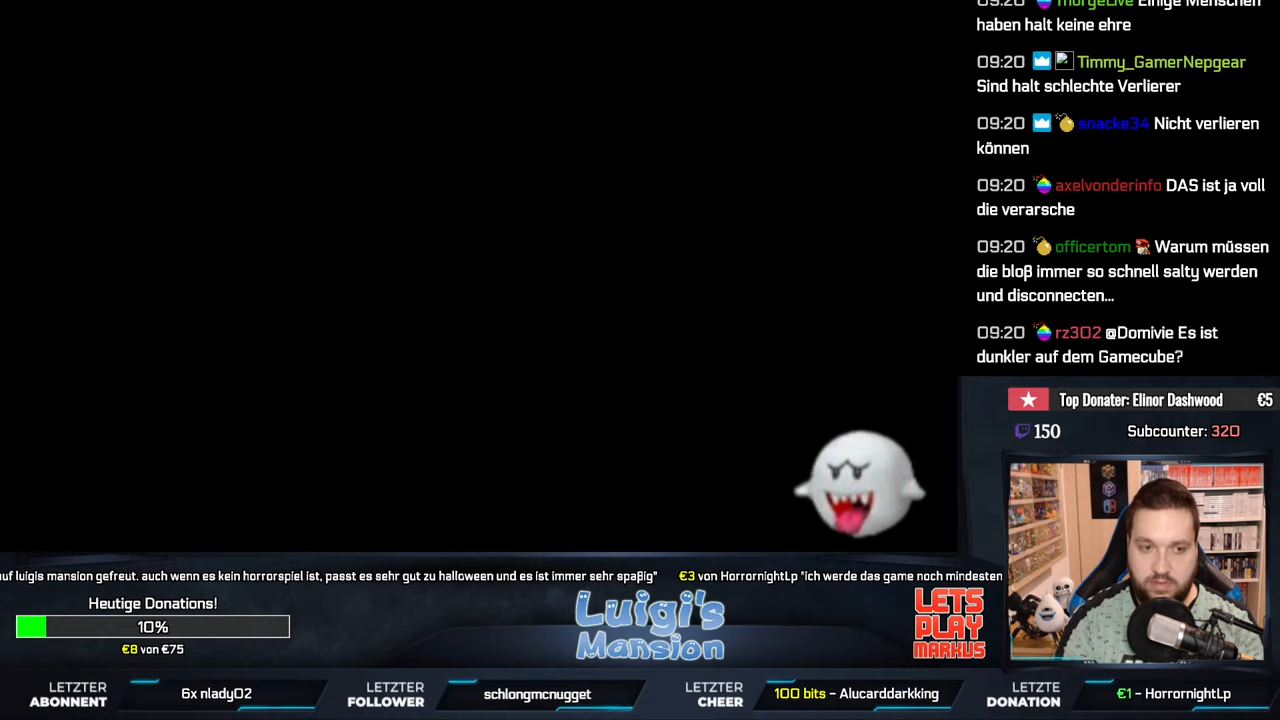 09:20 Einige Menschen
haben halt keine ehre
09:20 Timmy_GamerNepgear
Sind halt schlechte Verlierer
09:20 snacke34 Nicht verlieren
können
09:20 axelvonderinfo DAS ist ja voll
die verarsche
09:20 officertom Warum müssen
die bloß immer so schnell salty werden
und disconnecten...
09:20 rz302 @Domivie Es ist
dunkler auf dem Gamecube?
Top Donater: Elinor Dashwood €5
150 Subcounter: 320
uf luigis mansion gefreut. auch wenn es kein horrorspiel ist, passt es sehr gut zu halloween und es ist immer sehr spaßig" €3 von HorrornightLp "ich werde das game noch mindesten
Heutige Donations!
10%
€8 von €75
Luigi's
Mansion
LETS
PLAY
MARKUS
LETZTER
ABONNENT
6x nlady02
LETZTER
FOLLOWER
schlongmcnugget
LETZTER
CHEER
100 bits - Alucarddarkking
LETZTE
DONATION
€1 - HorrornightLp